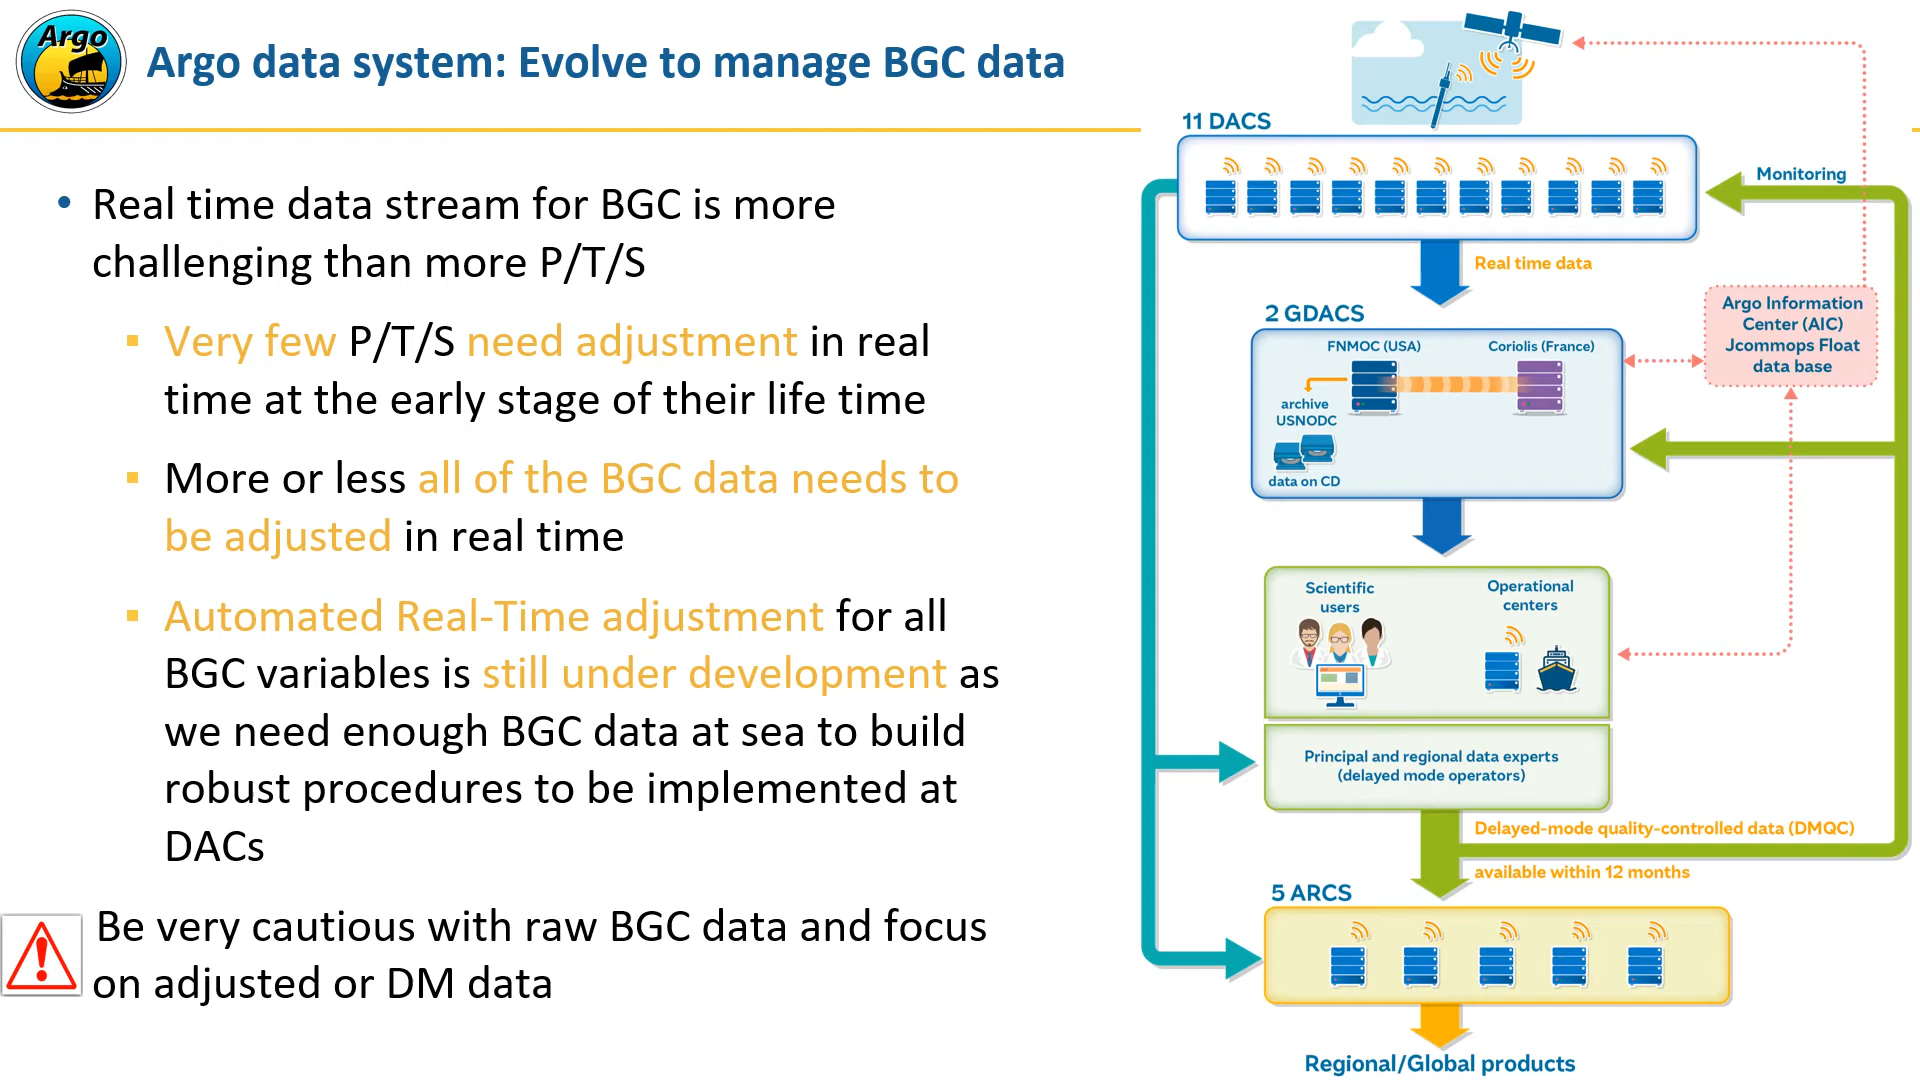 Argo
Argo data system: Evolve to manage BGC data
• Real time data stream for BGC is more
challenging than more P/T/S
▪ Very few P/T/S need adjustment in real
time at the early stage of their life time
▪ More or less all of the BGC data needs to
be adjusted in real time
▪ Automated Real-Time adjustment for all
BGC variables is still under development as
we need enough BGC data at sea to build
robust procedures to be implemented at
DACs
Be very cautious with raw BGC data and focus
on adjusted or DM data
11 DACS
Monitoring
Real time data
Argo Information
Center (AIC)
Jcommops Float
data base
2 GDACS
FNMOC (USA)
Coriolis (France)
archive
USNODC
data on CD
Scientific
users
Operational
centers
Principal and regional data experts
(delayed mode operators)
Delayed-mode quality-controlled data (DMQC)
available within 12 months
5 ARCS
Regional/Global products